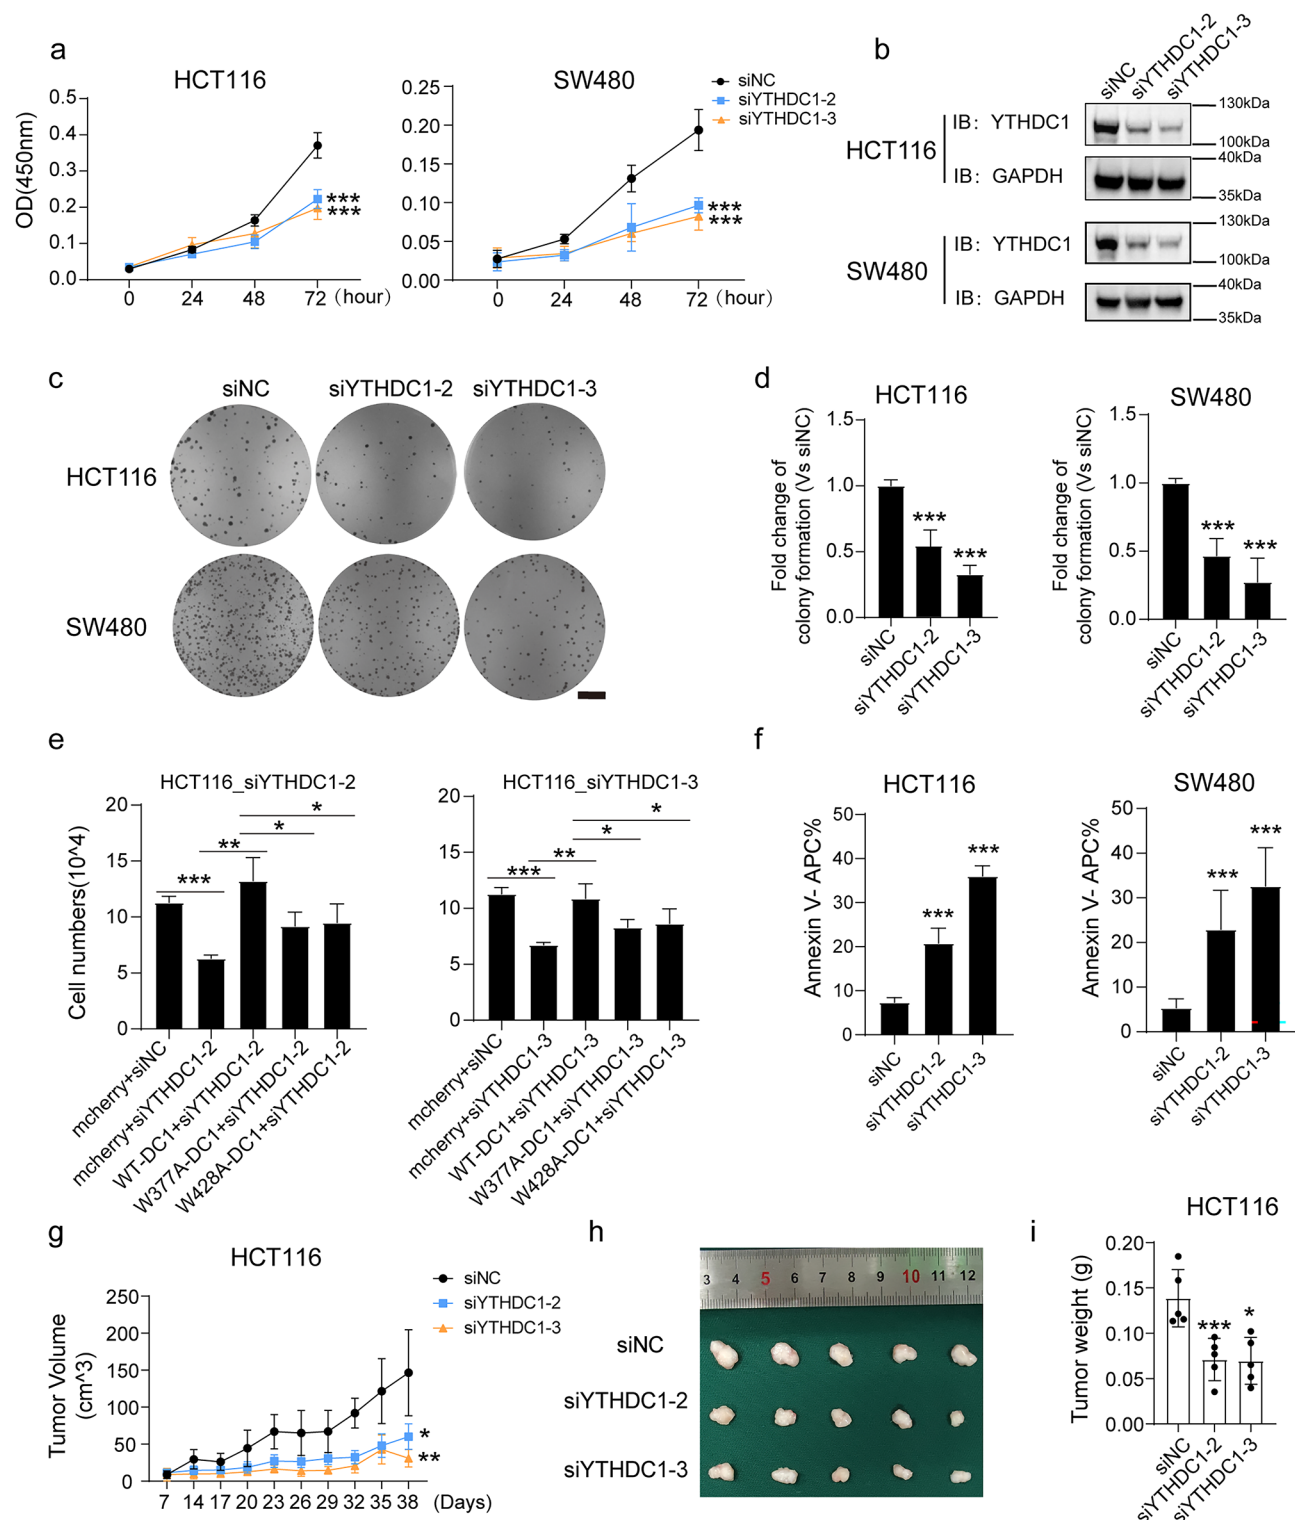 a
HCT116
SW480
siNC
siYTHDC1-2
siYTHDC1-3
OD(450nm)
0.5
0.4
0.3
0.2
0.1
0.0
***
***
0 24 48 72 (hour)
0.25
0.20
0.15
0.10
0.05
0.00
***
***
0 24 48 72 (hour)
b
siNC siYTHDC1-2 siYTHDC1-3
HCT116
IB: YTHDC1
130kDa
100kDa
IB: GAPDH
40kDa
35kDa
SW480
IB: YTHDC1
130kDa
100kDa
IB: GAPDH
40kDa
35kDa
c
siNC siYTHDC1-2 siYTHDC1-3
HCT116
SW480
d
HCT116
Fold change of
colony formation (Vs siNC)
1.5
1.0
0.5
0.0
***
***
siNC
siYTHDC1-2
siYTHDC1-3
SW480
Fold change of
colony formation (Vs siNC)
1.5
1.0
0.5
0.0
***
***
siNC
siYTHDC1-2
siYTHDC1-3
e
HCT116_siYTHDC1-2
Cell numbers(10^4)
20
15
10
5
0
*
*
**
***
mcherry+siNC
mcherry+siYTHDC1-2
WT-DC1+siYTHDC1-2
W377A-DC1+siYTHDC1-2
W428A-DC1+siYTHDC1-2
HCT116_siYTHDC1-3
20
15
10
5
0
*
*
**
***
mcherry+siNC
mcherry+siYTHDC1-3
WT-DC1+siYTHDC1-3
W377A-DC1+siYTHDC1-3
W428A-DC1+siYTHDC1-3
f
HCT116
Annexin V- APC%
50
40
30
20
10
0
***
***
siNC
siYTHDC1-2
siYTHDC1-3
SW480
Annexin V- APC%
50
40
30
20
10
0
***
***
siNC
siYTHDC1-2
siYTHDC1-3
g
HCT116
siNC
siYTHDC1-2
siYTHDC1-3
Tumor Volume
(cm^3)
250
200
150
100
50
0
*
**
7 14 17 20 23 26 29 32 35 38 (Days)
h
3 4 5 6 7 8 9 10 11 12
siNC
siYTHDC1-2
siYTHDC1-3
i
HCT116
Tumor weight (g)
0.20
0.15
0.10
0.05
0.00
***
*
siNC
siYTHDC1-2
siYTHDC1-3